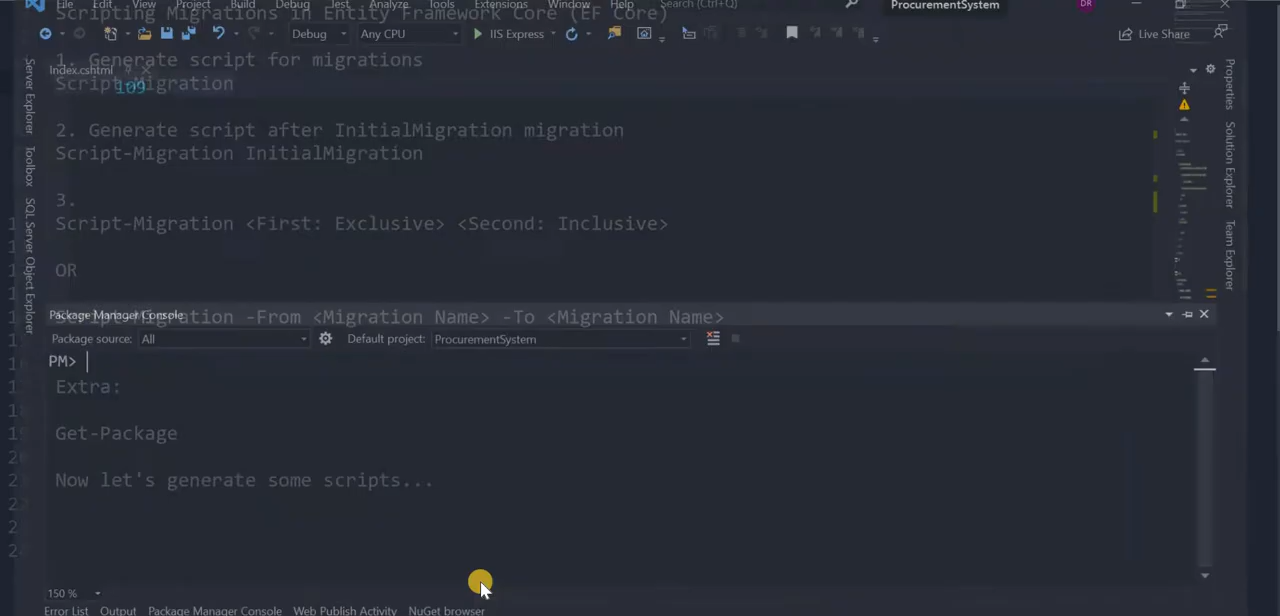 File Edit View Project Build Debug Test Analyze Tools Extensions Window Help Search (Ctrl+Q) ProcurementSystem DR
Scripting Migrations in Entity Framework Core (EF Core)
Debug Any CPU IIS Express Live Share
1. Generate script for migrations
Index.cshtml
Script-Migration
109
2. Generate script after InitialMigration migration
Script-Migration InitialMigration
3.
Script-Migration <First: Exclusive> <Second: Inclusive>
OR
Package Manager Console
Script-Migration -From <Migration Name> -To <Migration Name>
Package source: All Default project: ProcurementSystem
PM>
Extra:
Get-Package
Now let's generate some scripts...
150 %
Error List Output Package Manager Console Web Publish Activity NuGet browser
Server Explorer
Toolbox
SQL Server Object Explorer
Properties
Solution Explorer
Team Explorer